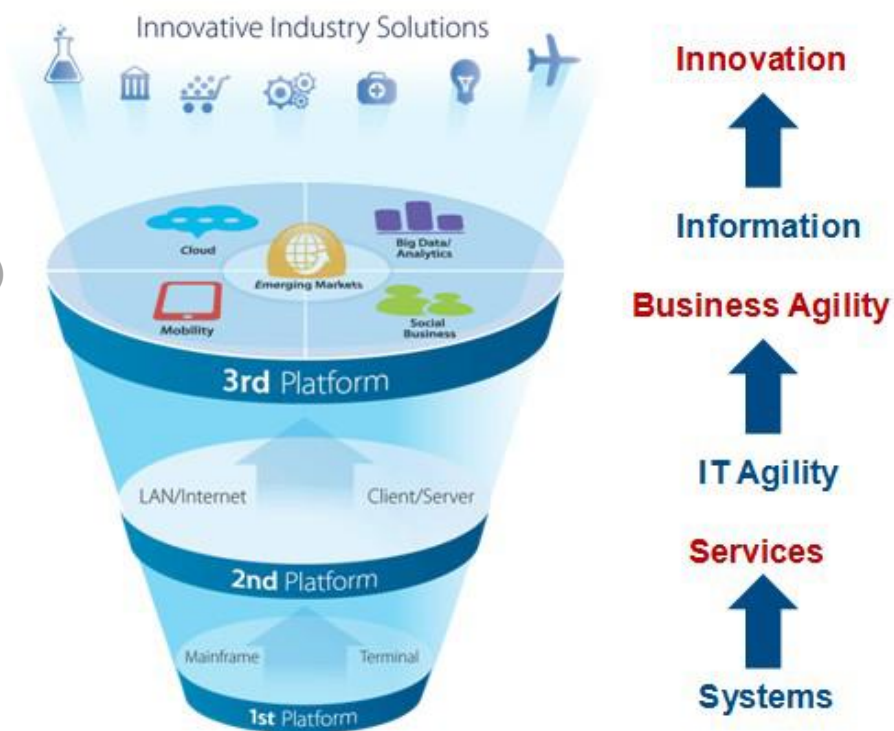 Innovative Industry Solutions
Cloud
Big Data/
Analytics
Emerging Markets
Mobility
Social
Business
3rd Platform
LAN/Internet
Client/Server
2nd Platform
Mainframe
Terminal
1st Platform
Innovation
Information
Business Agility
IT Agility
Services
Systems